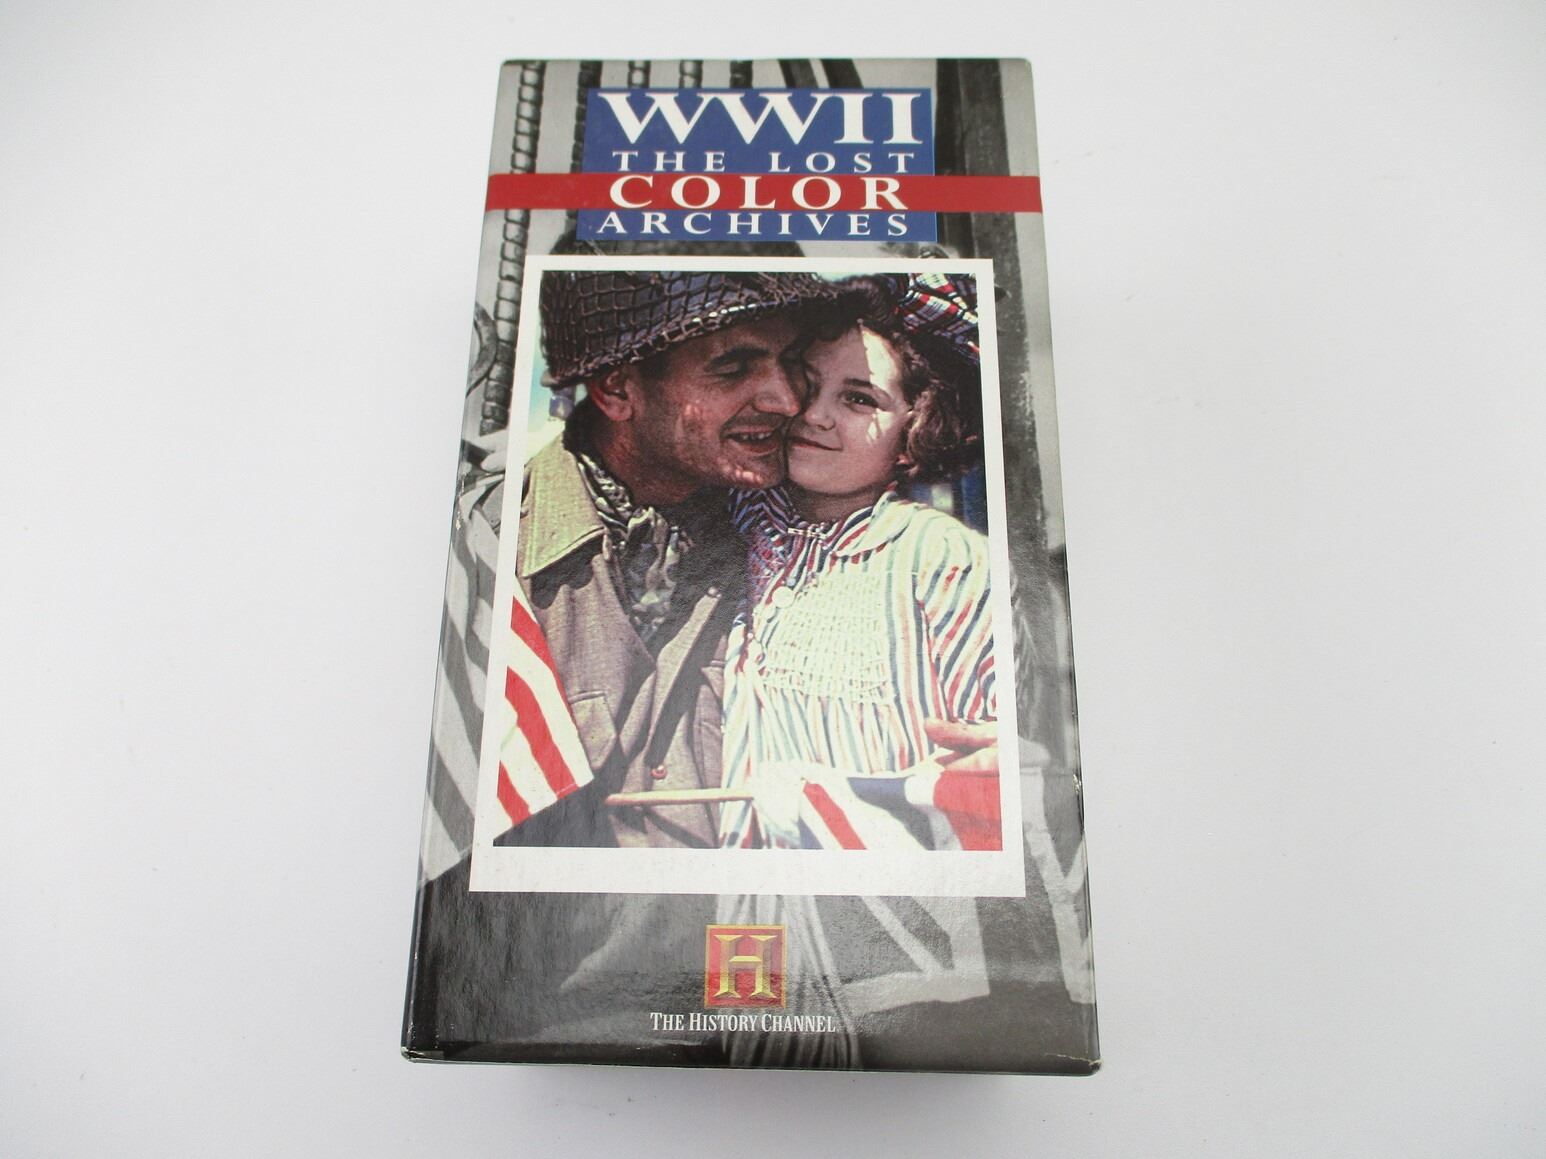 WWII
THE LOST
COLOR
ARCHIVES
H
THE HISTORY CHANNEL